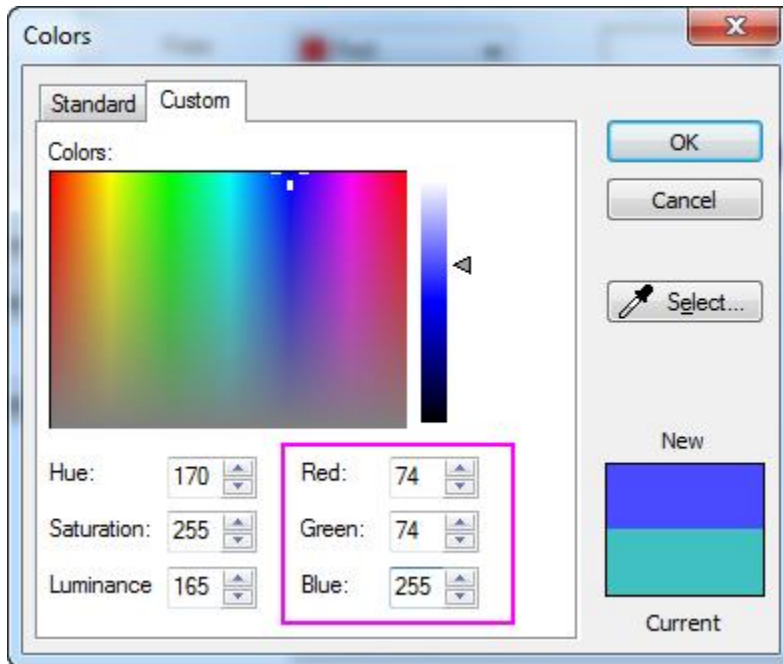 Colors
Standard Custom
Colors:
OK
Cancel
Select...
Hue: 170 Red: 74
Saturation: 255 Green: 74
Luminance 165 Blue: 255
New
Current